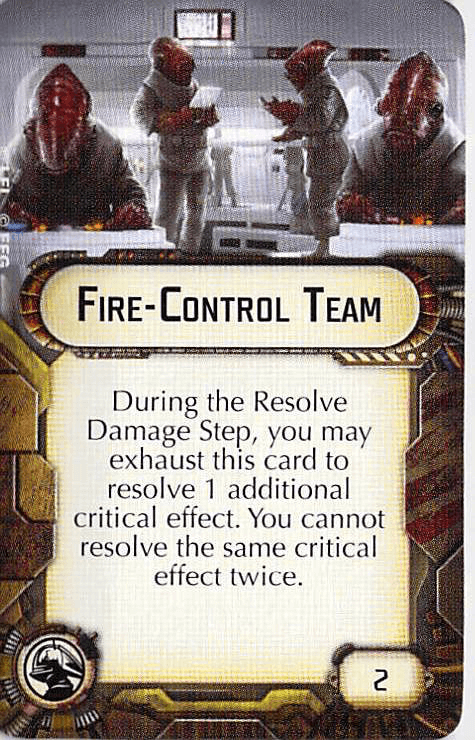 FIRE-CONTROL TEAM
During the Resolve
Damage Step, you may
exhaust this card to
resolve 1 additional
critical effect. You cannot
resolve the same critical
effect twice.
2